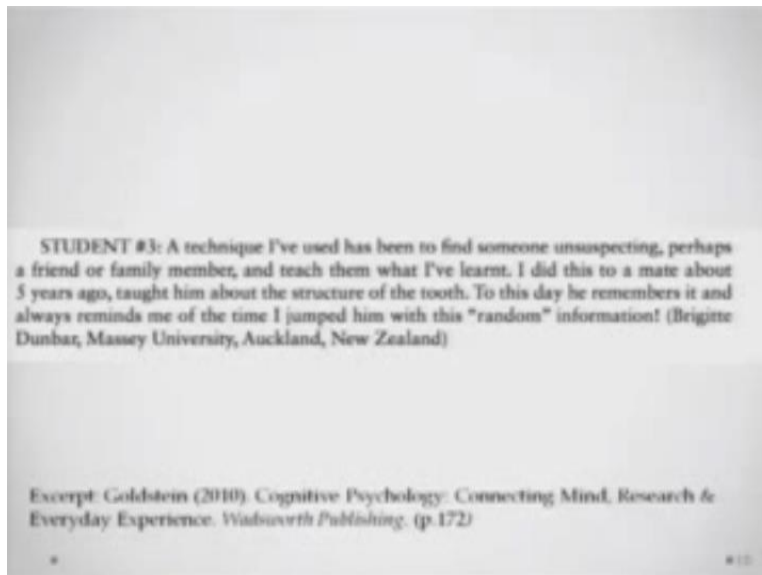 STUDENT #3: A technique I've used has been to find someone unsuspecting, perhaps
a friend or family member, and teach them what I've learnt. I did this to a mate about
5 years ago, taught him about the structure of the tooth. To this day he remembers it and
always reminds me of the time I jumped him with this "random" information! (Brigitte
Dunbar, Massey University, Auckland, New Zealand)
Excerpt: Goldstein (2010). Cognitive Psychology: Connecting Mind, Research &
Everyday Experience. Wadsworth Publishing. (p.172)